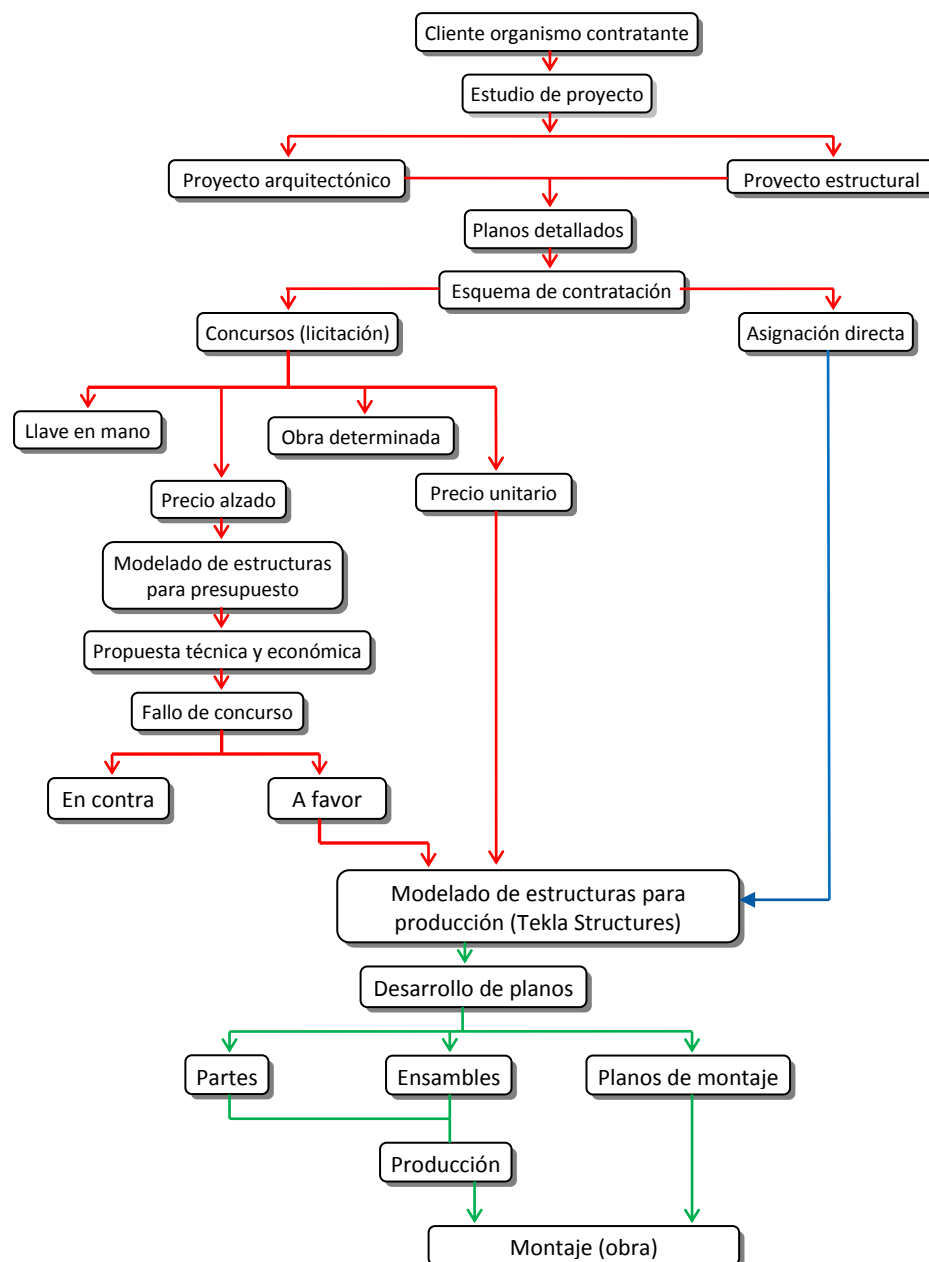 Cliente organismo contratante
Estudio de proyecto
Proyecto arquitectónico
Provecto estructural
Planos detallados
Esquema de contratación
Concursos (licitación)
Asignación directa
Llave en mano
Obra determinada
Precio alzado
Precio unitario
Modelado de estructuras
para presupuesto
Propuesta técnica y económica
Fallo de concurso
En contra
A favor
Modelado de estructuras para
producción (Tekla Structures)
Desarrollo de planos
Partes
Ensambles
Planos de montaje
Producción
Montaje (obra)